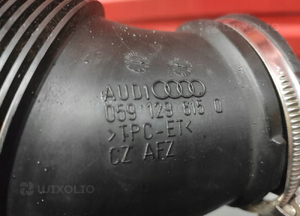 AUDI
059 129 615 Q
>TPC-ET<
CZ AFZ
WIXOLIO